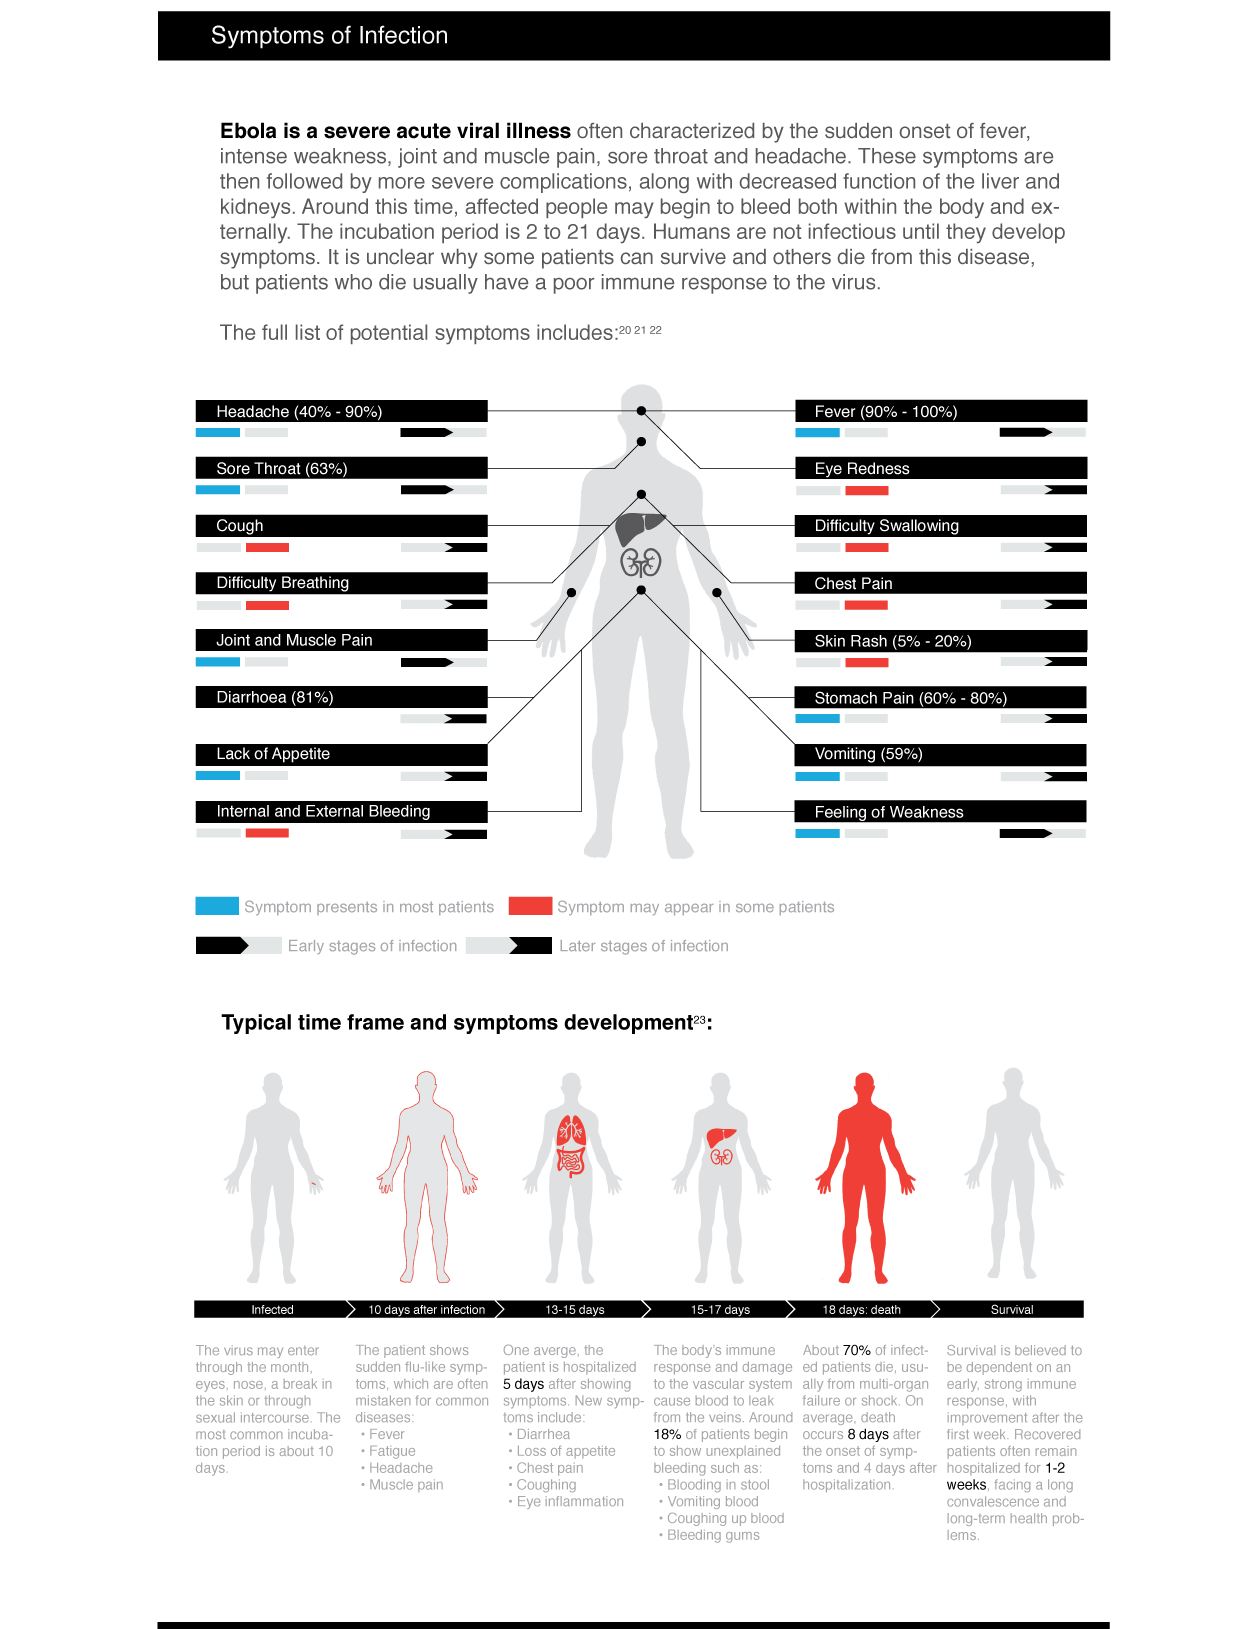 Symptoms of Infection
Ebola is a severe acute viral illness often characterized by the sudden onset of fever,
intense weakness, joint and muscle pain, sore throat and headache. These symptoms are
then followed by more severe complications, along with decreased function of the liver and
kidneys. Around this time, affected people may begin to bleed both within the body and ex-
ternally. The incubation period is 2 to 21 days. Humans are not infectious until they develop
symptoms. It is unclear why some patients can survive and others die from this disease,
but patients who die usually have a poor immune response to the virus.
The full list of potential symptoms includes:20 21 22
Headache (40% - 90%)
Sore Throat (63%)
Cough
Difficulty Breathing
Joint and Muscle Pain
Diarrhoea (81%)
Lack of Appetite
Internal and External Bleeding
Fever (90% - 100%)
Eye Redness
Difficulty Swallowing
Chest Pain
Skin Rash (5% - 20%)
Stomach Pain (60% - 80%)
Vomiting (59%)
Feeling of Weakness
Symptom presents in most patients
Symptom may appear in some patients
Early stages of infection
Later stages of infection
Typical time frame and symptoms development23:
Infected
The virus may enter
through the month,
eyes, nose, a break in
the skin or through
sexual intercourse. The
most common incuba-
tion period is about 10
days.
10 days after infection
The patient shows
sudden flu-like symp-
toms, which are often
mistaken for common
diseases:
• Fever
• Fatigue
• Headache
• Muscle pain
13-15 days
One averge, the
patient is hospitalized
5 days after showing
symptoms. New symp-
toms include:
• Diarrhea
• Loss of appetite
• Chest pain
• Coughing
• Eye inflammation
15-17 days
The body's immune
response and damage
to the vascular system
cause blood to leak
from the veins. Around
18% of patients begin
to show unexplained
bleeding such as:
• Blooding in stool
• Vomiting blood
• Coughing up blood
• Bleeding gums
18 days: death
About 70% of infect-
ed patients die, usu-
ally from multi-organ
failure or shock. On
average, death
occurs 8 days after
the onset of symp-
toms and 4 days after
hospitalization.
Survival
Survival is believed to
be dependent on an
early, strong immune
response, with
improvement after the
first week. Recovered
patients often remain
hospitalized for 1-2
weeks, facing a long
convalescence and
long-term health prob-
lems.